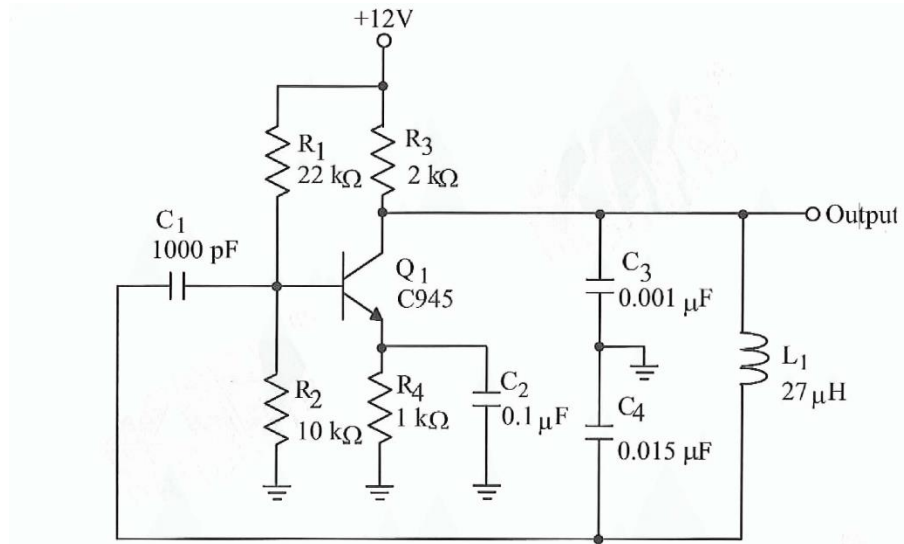 +12V
R1
22 kΩ
R3
2 kΩ
C1
1000 pF
Q1
C945
Output
C3
0.001 μF
L1
27 μH
R2
10 kΩ
R4
1 kΩ
C2
0.1 μF
C4
0.015 μF